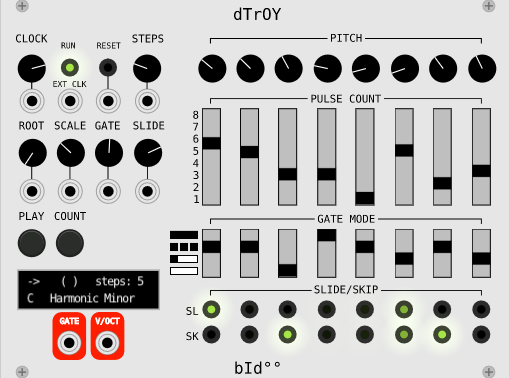 dTrOY
CLOCK RUN RESET STEPS PITCH
EXT CLK
PULSE COUNT
8
7
6
5
4
3
2
1
ROOT SCALE GATE SLIDE
PLAY COUNT
GATE MODE
-> ( ) steps: 5
C Harmonic Minor
SLIDE/SKIP
SL
SK
GATE V/OCT
bId°°